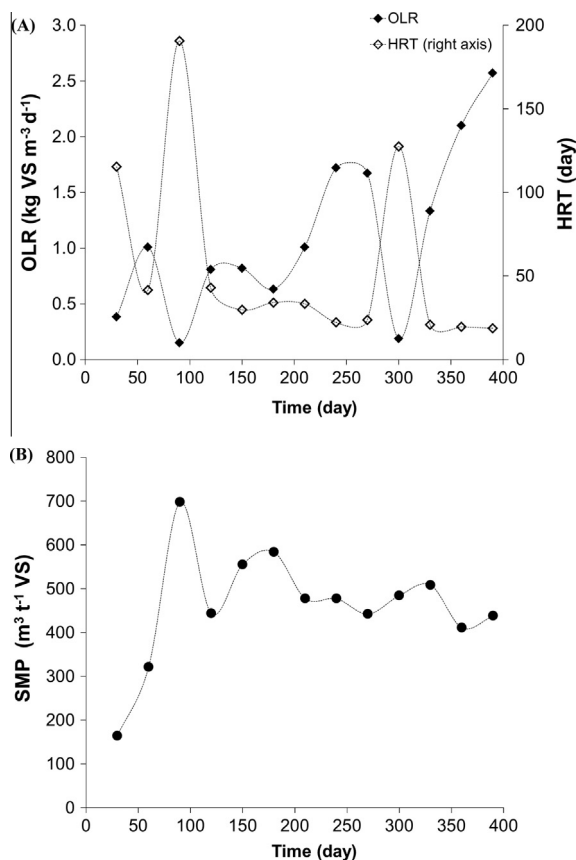 (A)
OLR
HRT (right axis)
OLR (kg VS m-3 d-1)
3.0
2.5
2.0
1.5
1.0
0.5
0.0
200
150
100
50
0
HRT (day)
0 50 100 150 200 250 300 350 400
Time (day)
(B)
SMP (m3 t-1 VS)
800
700
600
500
400
300
200
100
0
0 50 100 150 200 250 300 350 400
Time (day)